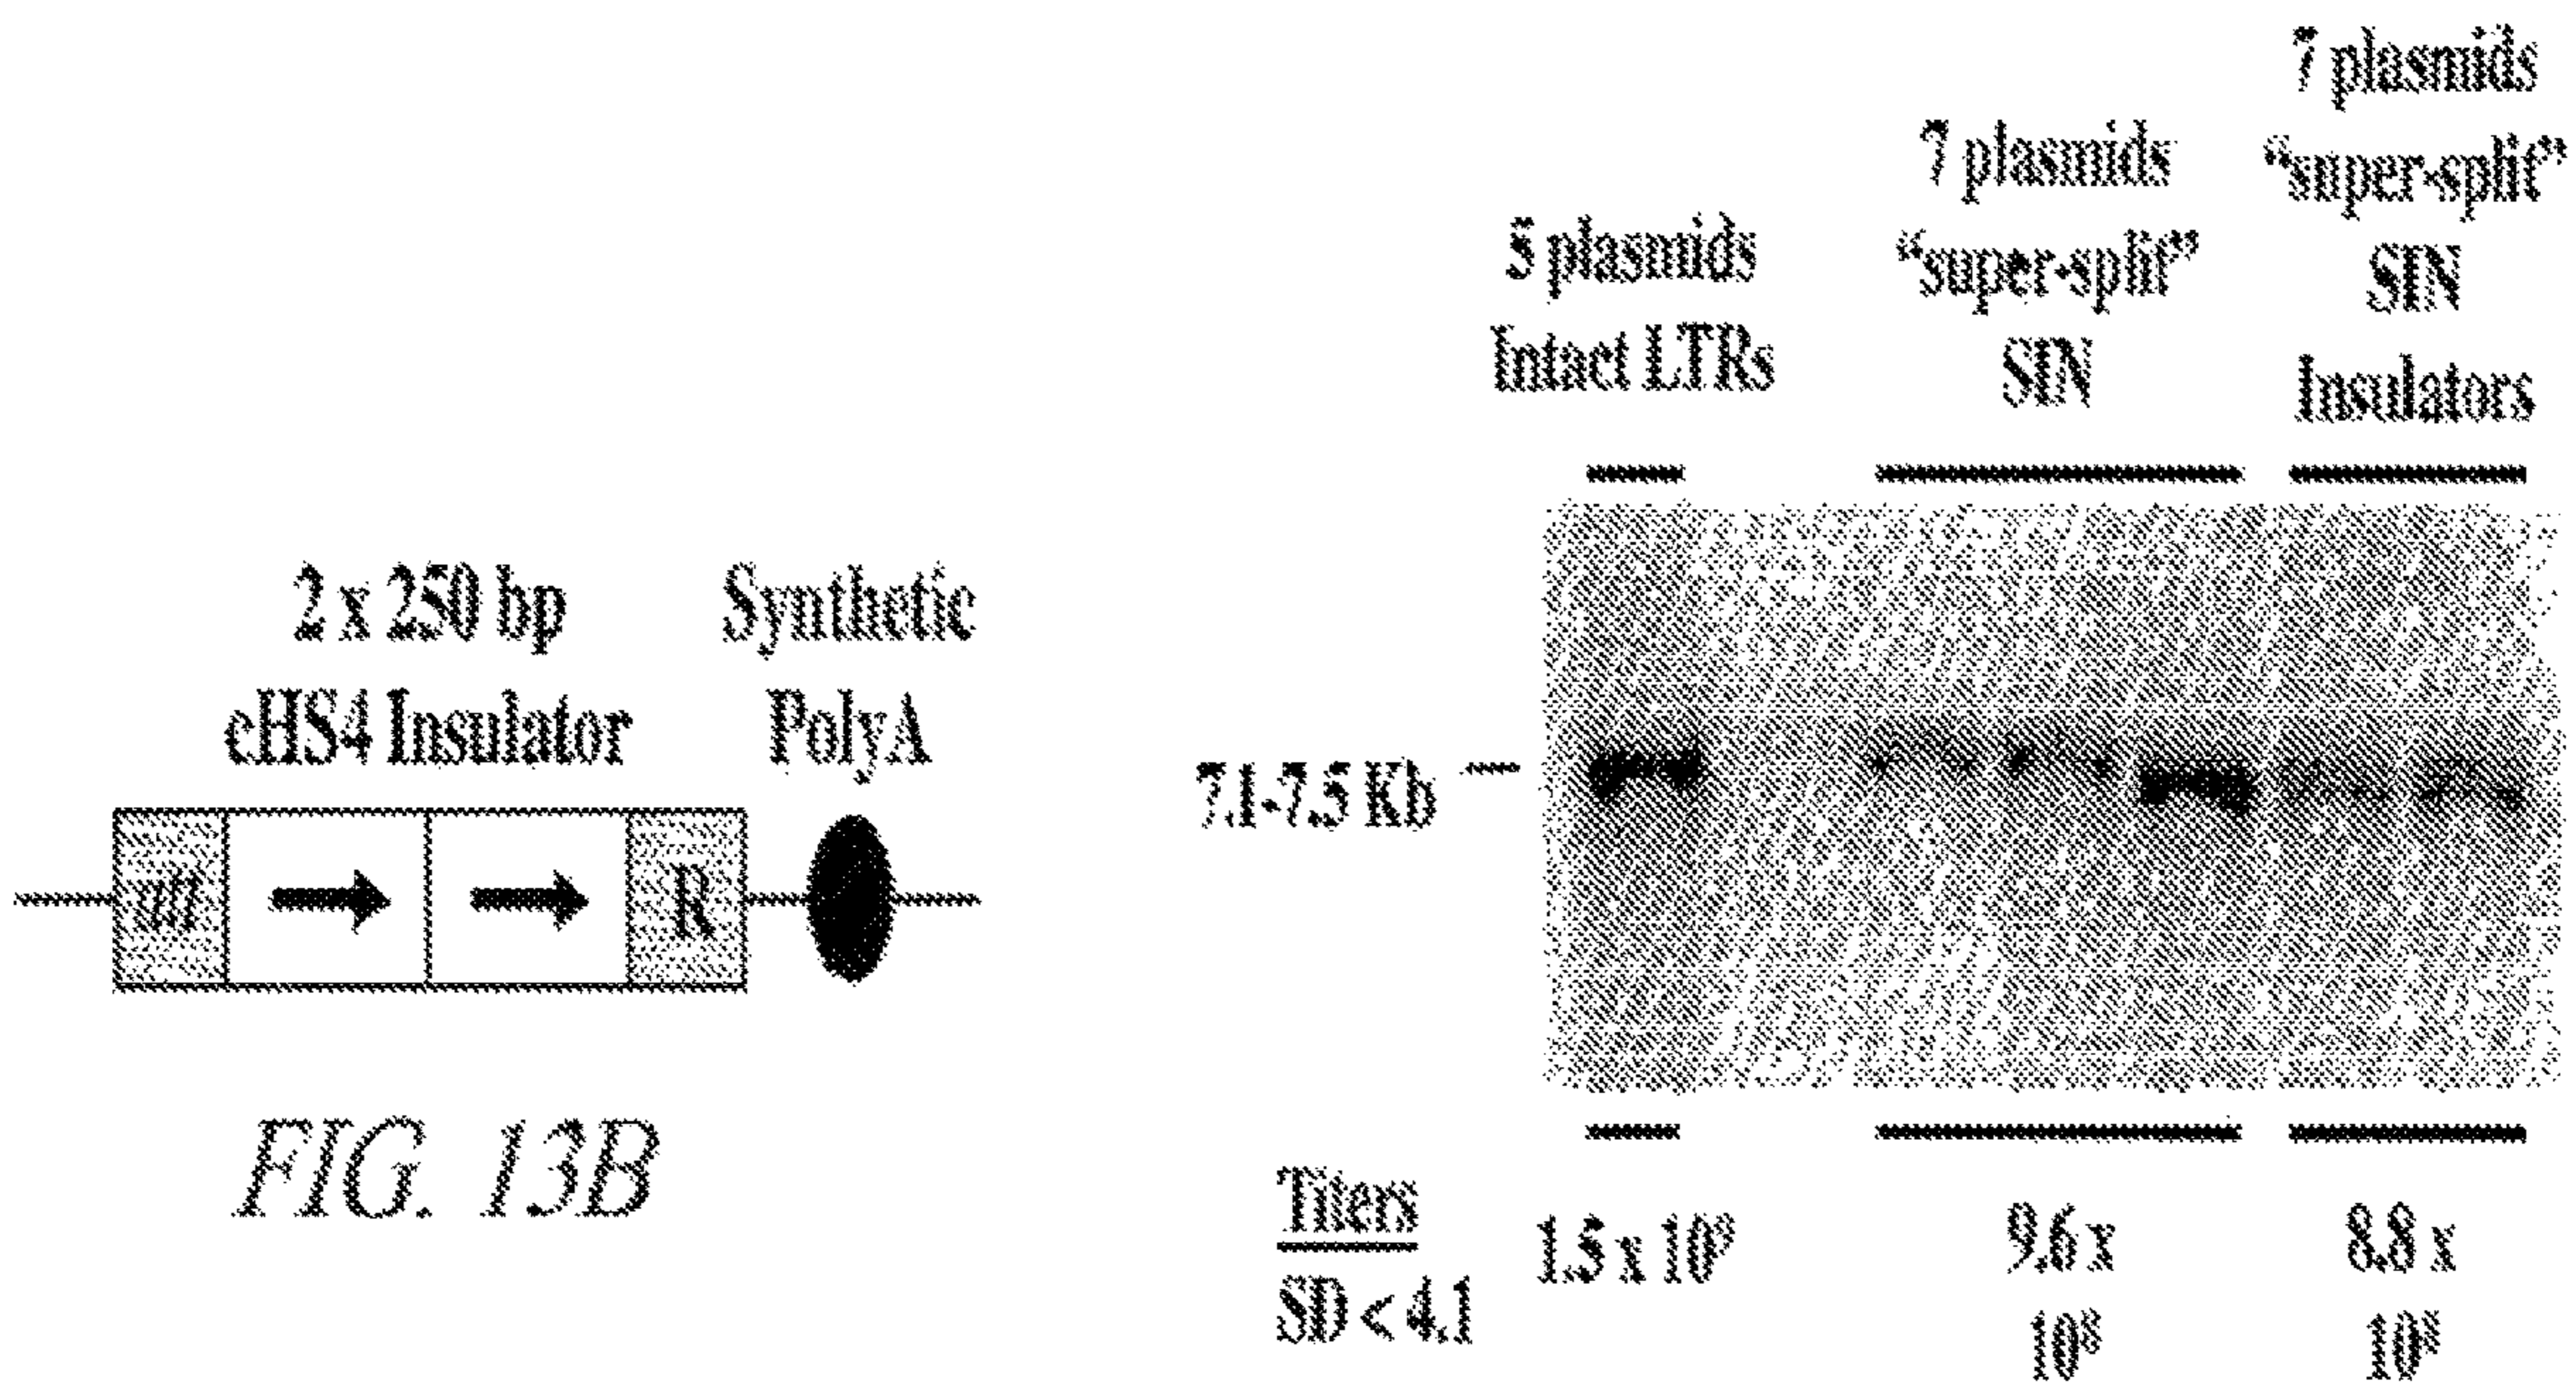 2 x 250 bp
cHS4 Insulator
Synthetic
PolyA
R
FIG. 13B
5 plasmids
Intact LTRs
7 plasmids
“super-split”
SIN
7 plasmids
“super-split”
SIN
Insulators
7.1-7.5 Kb
Titers
SD < 4.1
1.5 x 10⁹
9.6 x
10⁸
8.8 x
10⁸